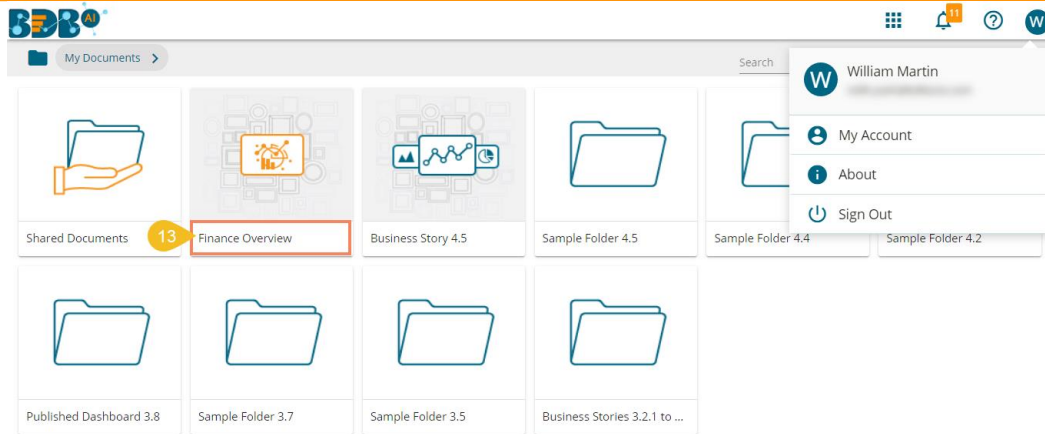 BDB AI
11
W
My Documents >
Search
W
William Martin
My Account
About
Sign Out
Shared Documents
13
Finance Overview
Business Story 4.5
Sample Folder 4.5
Sample Folder 4.4
Sample Folder 4.2
Published Dashboard 3.8
Sample Folder 3.7
Sample Folder 3.5
Business Stories 3.2.1 to ...